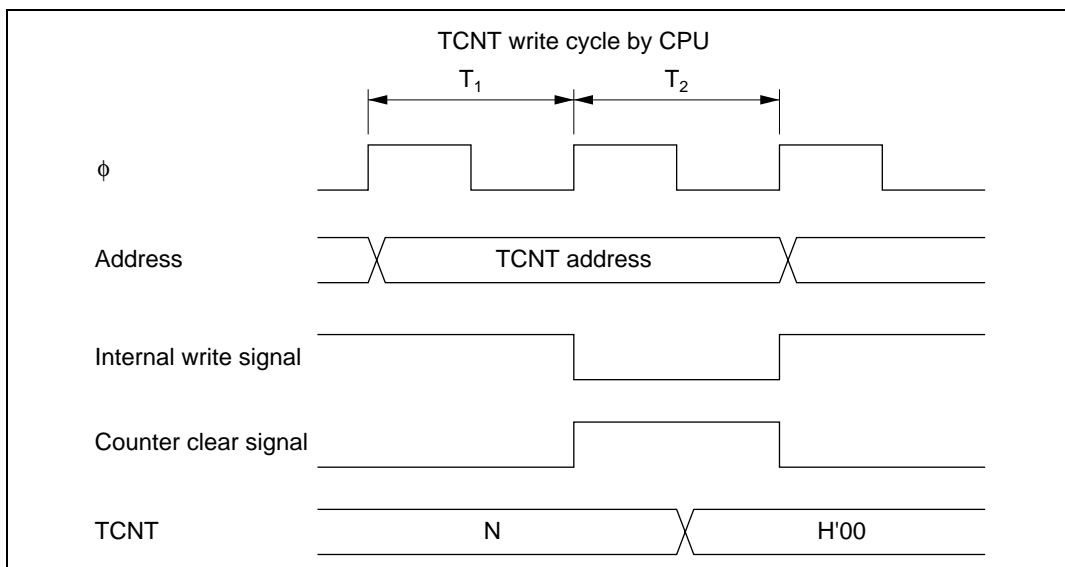 TCNT write cycle by CPU
T1 T2
ϕ
Address TCNT address
Internal write signal
Counter clear signal
TCNT N H'00